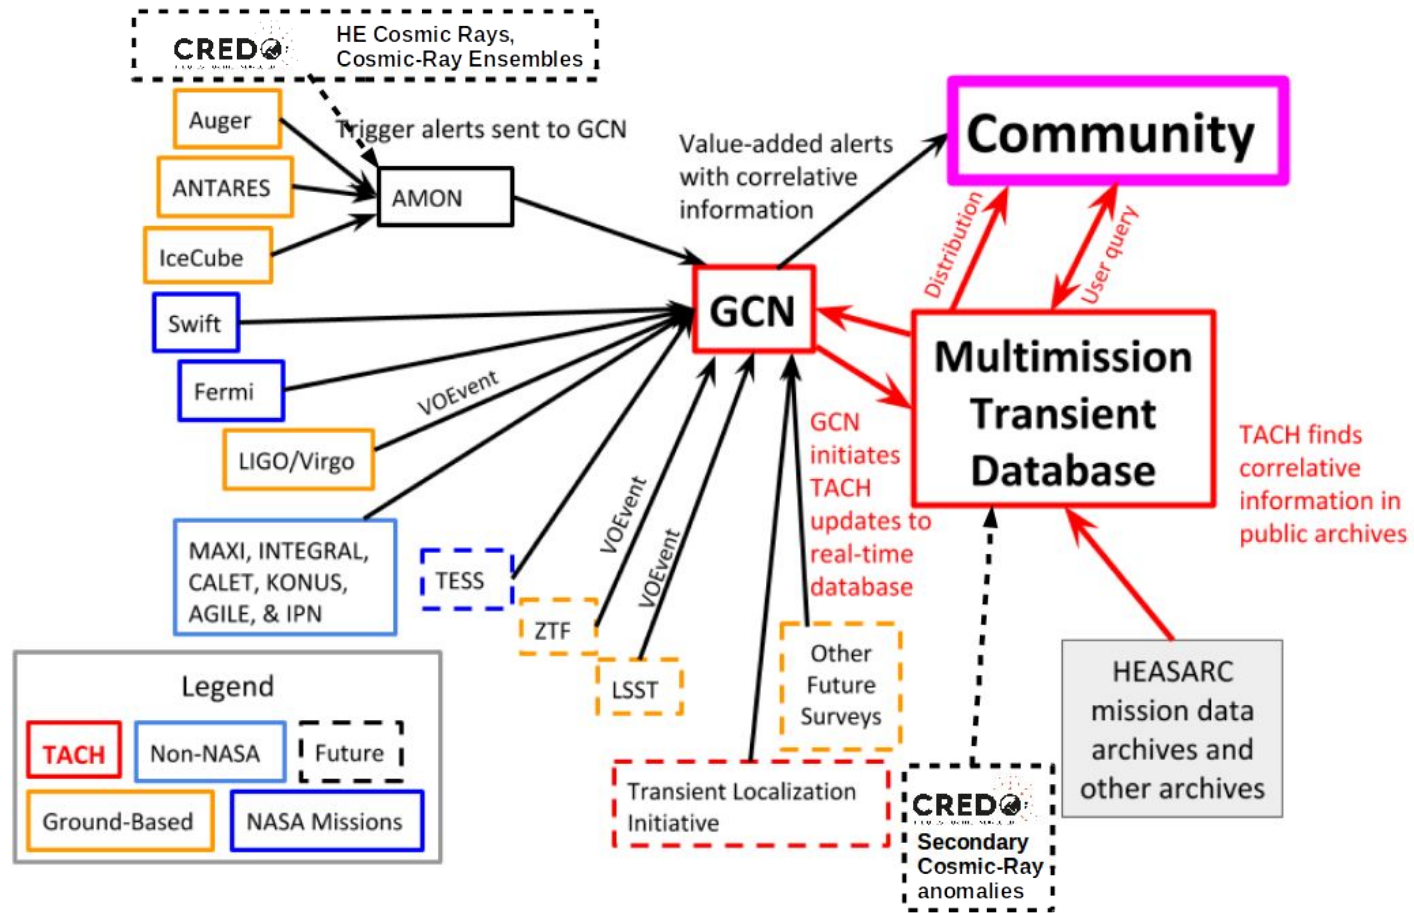 CREDO
HE Cosmic Rays,
Cosmic-Ray Ensembles
Auger
Trigger alerts sent to GCN
ANTARES
AMON
IceCube
Value-added alerts
with correlative
information
Community
Distribution
User query
Swift
GCN
Fermi
VOEvent
LIGO/Virgo
Multimission
Transient
Database
GCN
initiates
TACH
updates to
real-time
database
TACH finds
correlative
information in
public archives
MAXI, INTEGRAL,
CALET, KONUS,
AGILE, & IPN
TESS
VOEvent
VOEvent
ZTF
LSST
Other
Future
Surveys
HEASARC
mission data
archives and
other archives
Transient Localization
Initiative
CREDO
Secondary
Cosmic-Ray
anomalies
Legend
TACH
Non-NASA
Future
Ground-Based
NASA Missions